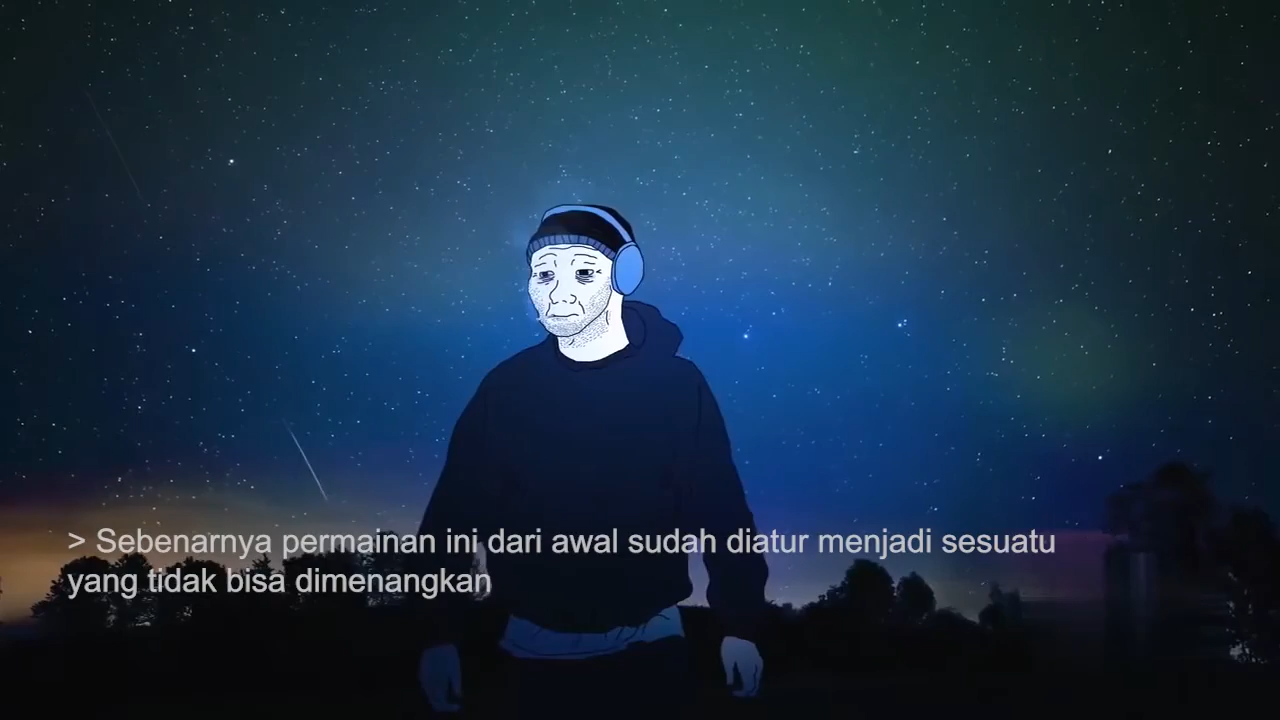 > Sebenarnya permainan ini dari awal sudah diatur menjadi sesuatu
yang tidak bisa dimenangkan